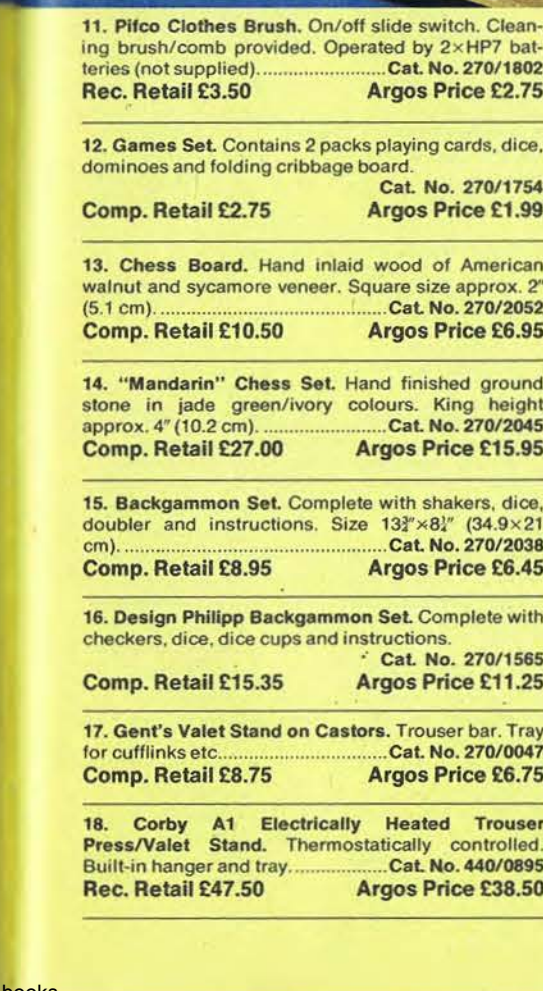 11. Pifco Clothes Brush. On/off slide switch. Clean-
ing brush/comb provided. Operated by 2×HP7 bat-
teries (not supplied)........................Cat. No. 270/1802
Rec. Retail £3.50 Argos Price £2.75
12. Games Set. Contains 2 packs playing cards, dice,
dominoes and folding cribbage board.
Cat. No. 270/1754
Comp. Retail £2.75 Argos Price £1.99
13. Chess Board. Hand inlaid wood of American
walnut and sycamore veneer. Square size approx. 2"
(5.1 cm)..........................................Cat. No. 270/2052
Comp. Retail £10.50 Argos Price £6.95
14. "Mandarin" Chess Set. Hand finished ground
stone in jade green/ivory colours. King height
approx. 4" (10.2 cm). .......................Cat. No. 270/2045
Comp. Retail £27.00 Argos Price £15.95
15. Backgammon Set. Complete with shakers, dice,
doubler and instructions. Size 13¾"×8¼" (34.9×21
cm)..................................................Cat. No. 270/2038
Comp. Retail £8.95 Argos Price £6.45
16. Design Philipp Backgammon Set. Complete with
checkers, dice, dice cups and instructions.
Cat. No. 270/1565
Comp. Retail £15.35 Argos Price £11.25
17. Gent's Valet Stand on Castors. Trouser bar. Tray
for cufflinks etc................................Cat. No. 270/0047
Comp. Retail £8.75 Argos Price £6.75
18. Corby A1 Electrically Heated Trouser
Press/Valet Stand. Thermostatically controlled.
Built-in hanger and tray...................Cat. No. 440/0895
Rec. Retail £47.50 Argos Price £38.50